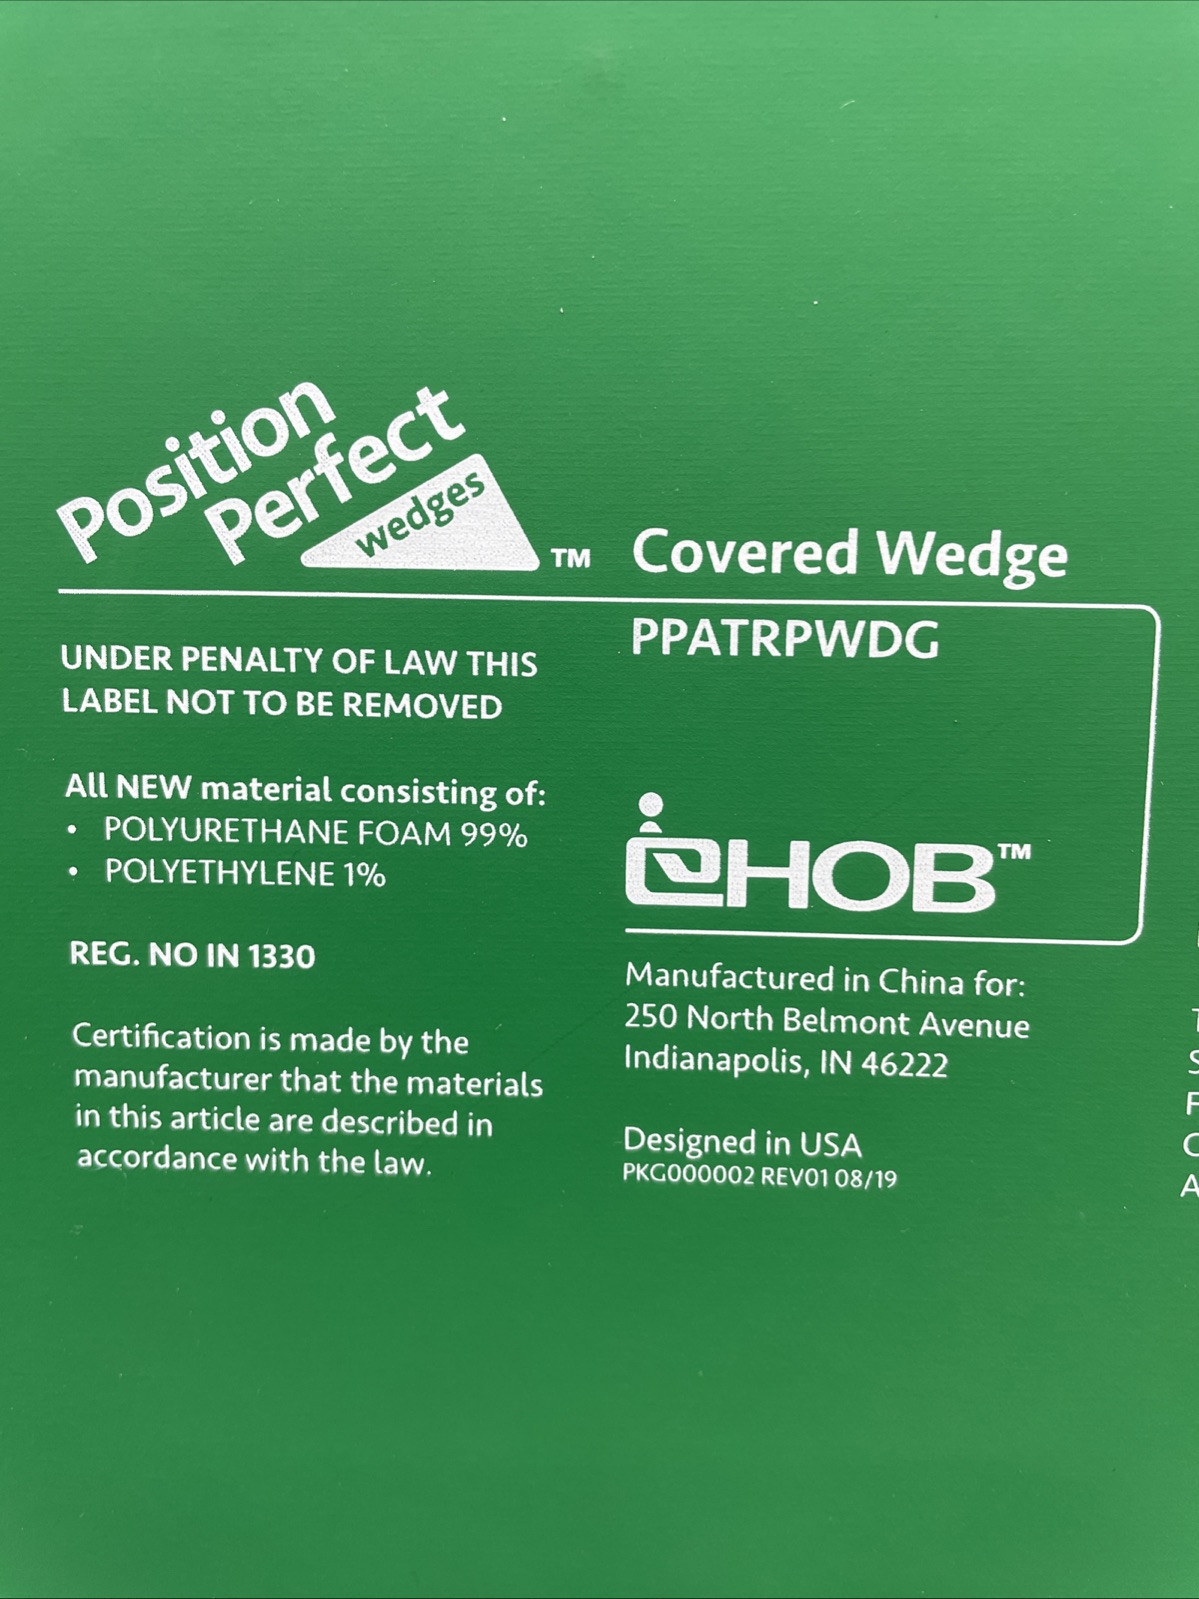 Position
Perfect
wedges
™ Covered Wedge
PPATRPWDG
UNDER PENALTY OF LAW THIS
LABEL NOT TO BE REMOVED
All NEW material consisting of:
• POLYURETHANE FOAM 99%
• POLYETHYLENE 1%
REG. NO IN 1330
Certification is made by the
manufacturer that the materials
in this article are described in
accordance with the law.
EHOB™
Manufactured in China for:
250 North Belmont Avenue
Indianapolis, IN 46222
Designed in USA
PKG000002 REV01 08/19